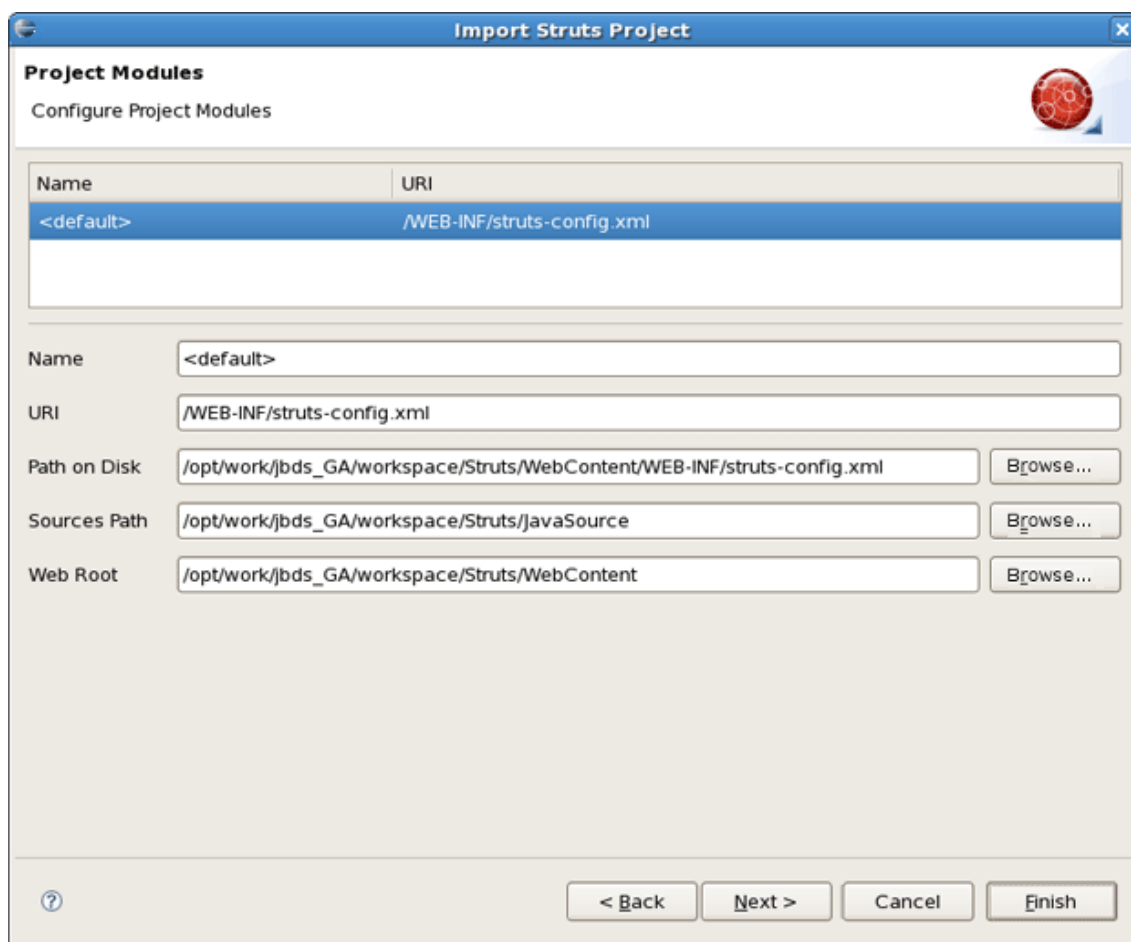 Import Struts Project
Project Modules
Configure Project Modules
Name URI
<default> /WEB-INF/struts-config.xml
Name <default>
URI /WEB-INF/struts-config.xml
Path on Disk /opt/work/jbds_GA/workspace/Struts/WebContent/WEB-INF/struts-config.xml Browse...
Sources Path /opt/work/jbds_GA/workspace/Struts/JavaSource Browse...
Web Root /opt/work/jbds_GA/workspace/Struts/WebContent Browse...
? < Back Next > Cancel Finish